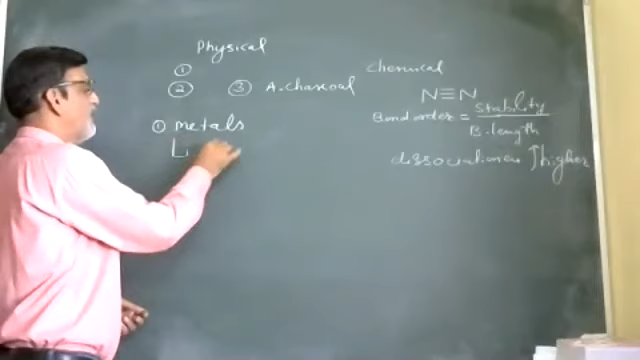 Physical
①
② ③ A.charcoal
① metals
Li
chemical
N≡N
Bond order = stability
B.length
dissociation ↑ higher